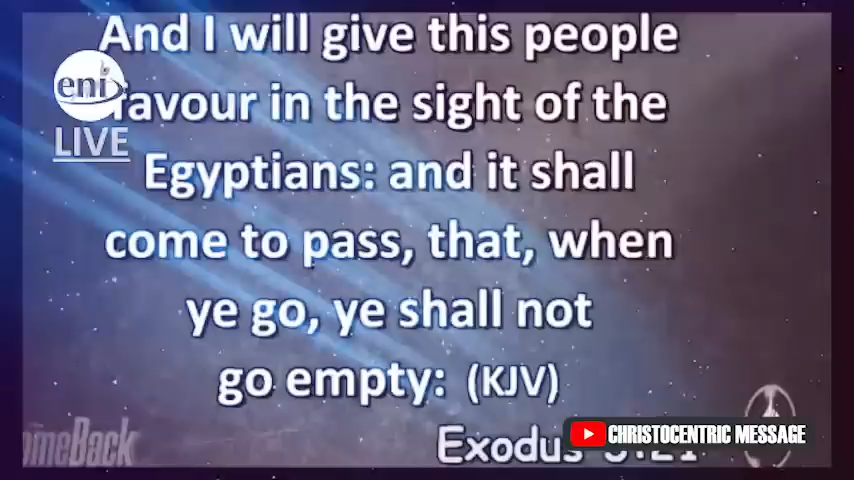 And I will give this people
eni favour in the sight of the
LIVE
Egyptians: and it shall
come to pass, that, when
ye go, ye shall not
go empty: (KJV)
omeBack
CHRISTOCENTRIC MESSAGE
Exodus